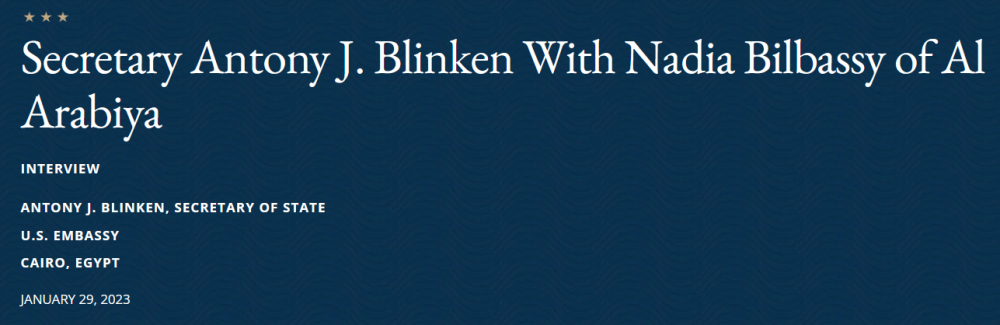 Secretary Antony J. Blinken With Nadia Bilbassy of Al
Arabiya
INTERVIEW
ANTONY J. BLINKEN, SECRETARY OF STATE
U.S. EMBASSY
CAIRO, EGYPT
JANUARY 29, 2023